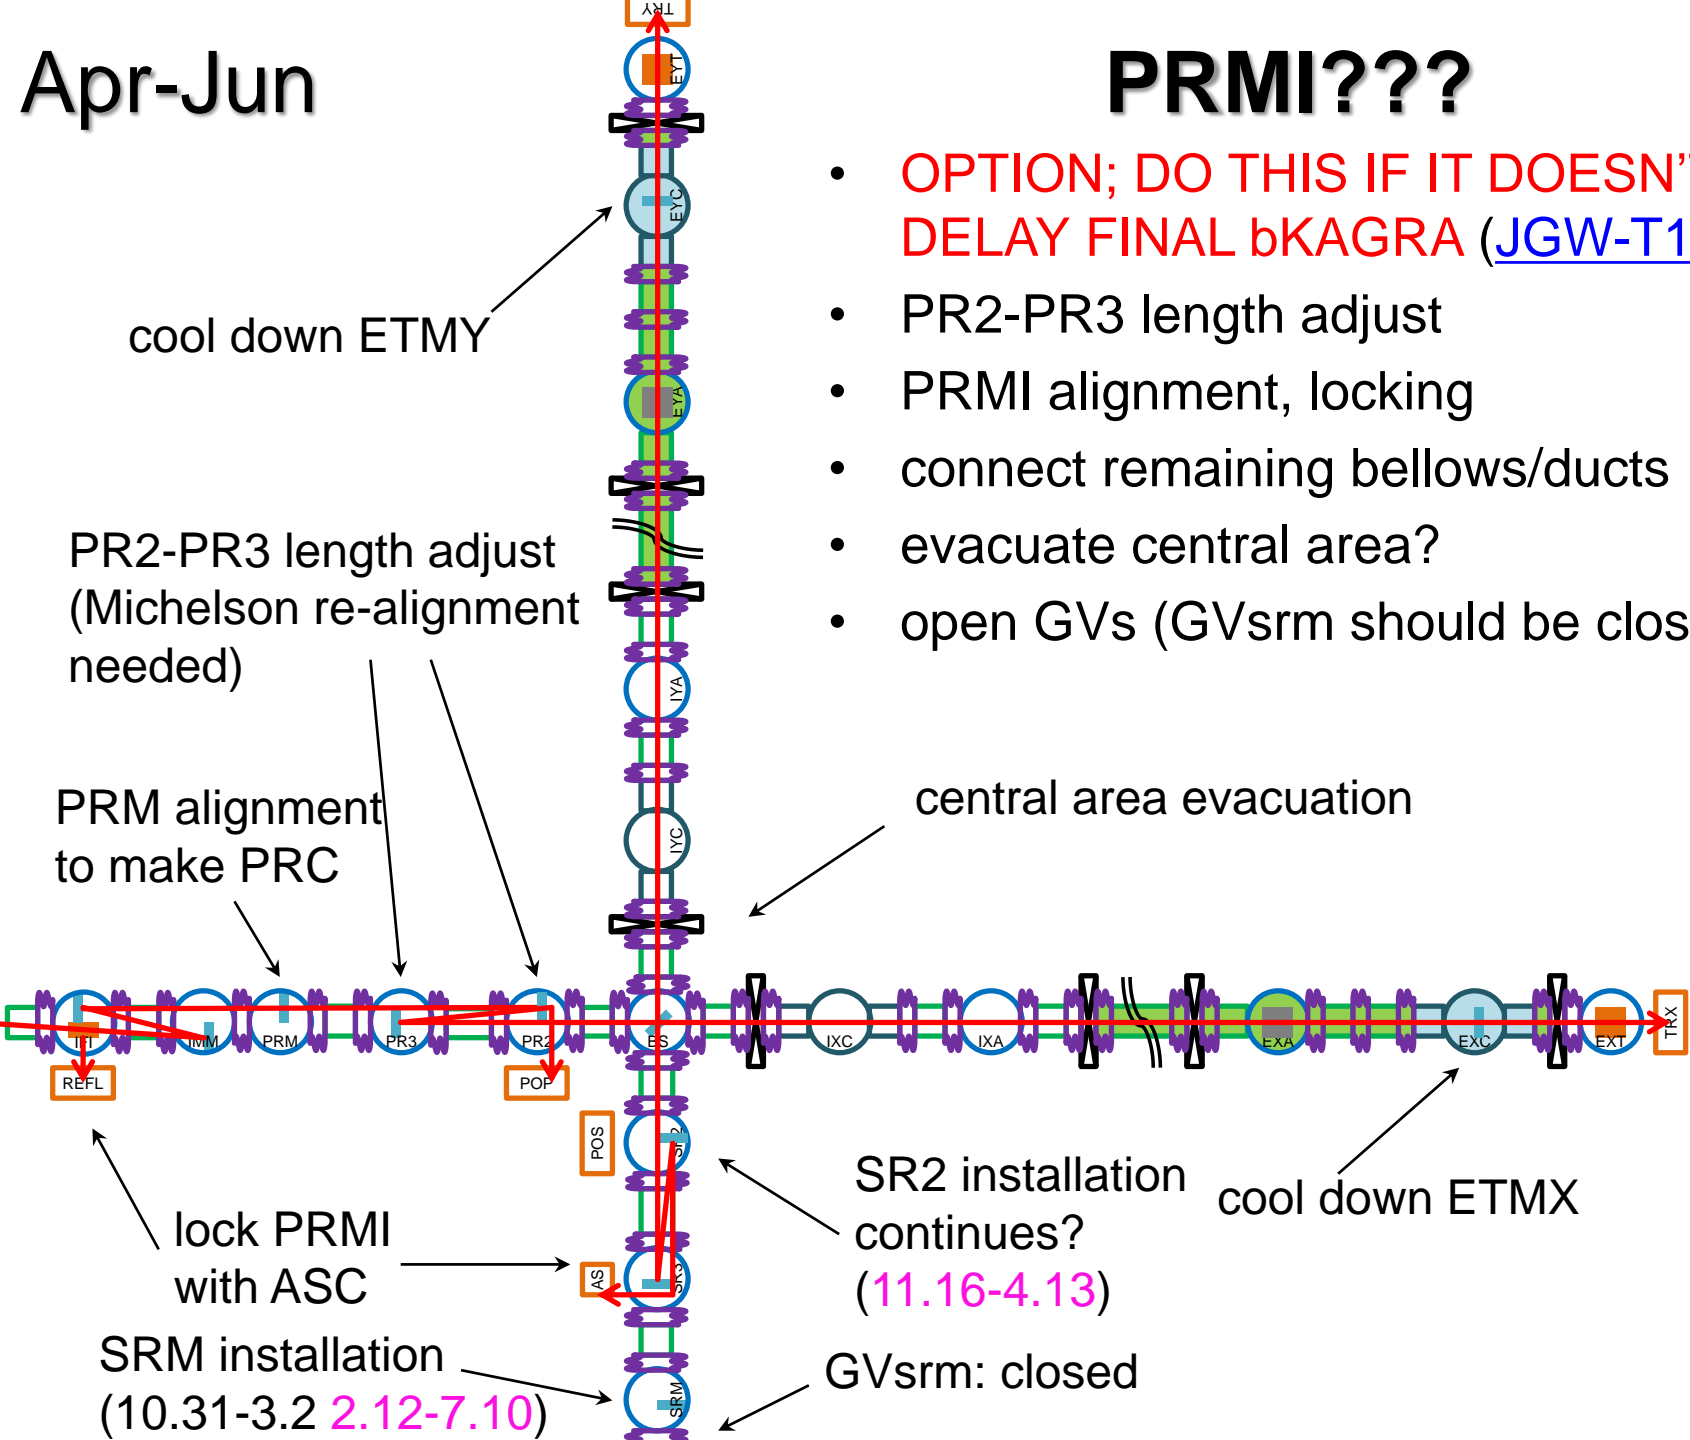 Apr-Jun
PRMI???
• OPTION; DO THIS IF IT DOESN'T
DELAY FINAL bKAGRA (JGW-T1
• PR2-PR3 length adjust
• PRMI alignment, locking
• connect remaining bellows/ducts
• evacuate central area?
• open GVs (GVsrm should be clos
TRY
EYT
EYC
cool down ETMY
EYA
PR2-PR3 length adjust
(Michelson re-alignment
needed)
IYA
PRM alignment
to make PRC
IYC
central area evacuation
IFI
IMM
PRM
PR3
PR2
BS
IXC
IXA
EXA
EXC
EXT
TRX
REFL
POP
POS
SR2
SR2 installation
continues?
(11.16-4.13)
cool down ETMX
lock PRMI
with ASC
AS
SR3
SRM installation
(10.31-3.2 2.12-7.10)
SRM
GVsrm: closed